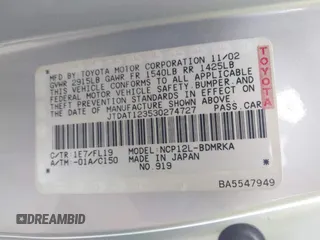 MFD. BY TOYOTA MOTOR CORPORATION 11/02
GVWR 2915LB GAWR FR 1540LB RR 1425LB
THIS VEHICLE CONFORMS TO ALL APPLICABLE
FEDERAL MOTOR VEHICLE SAFETY, BUMPER, AND
THEFT PREVENTION STANDARDS IN EFFECT ON
THE DATE OF MANUFACTURE SHOWN ABOVE.
JTDAT123530274727 PASS. CAR
TOYOTA
C/TR 1E7/FL19 MODEL NCP12L-BDMRKA
A/TM -01A/C150 MADE IN JAPAN
NO. 919
BA5547949
BIDFAX.INFO